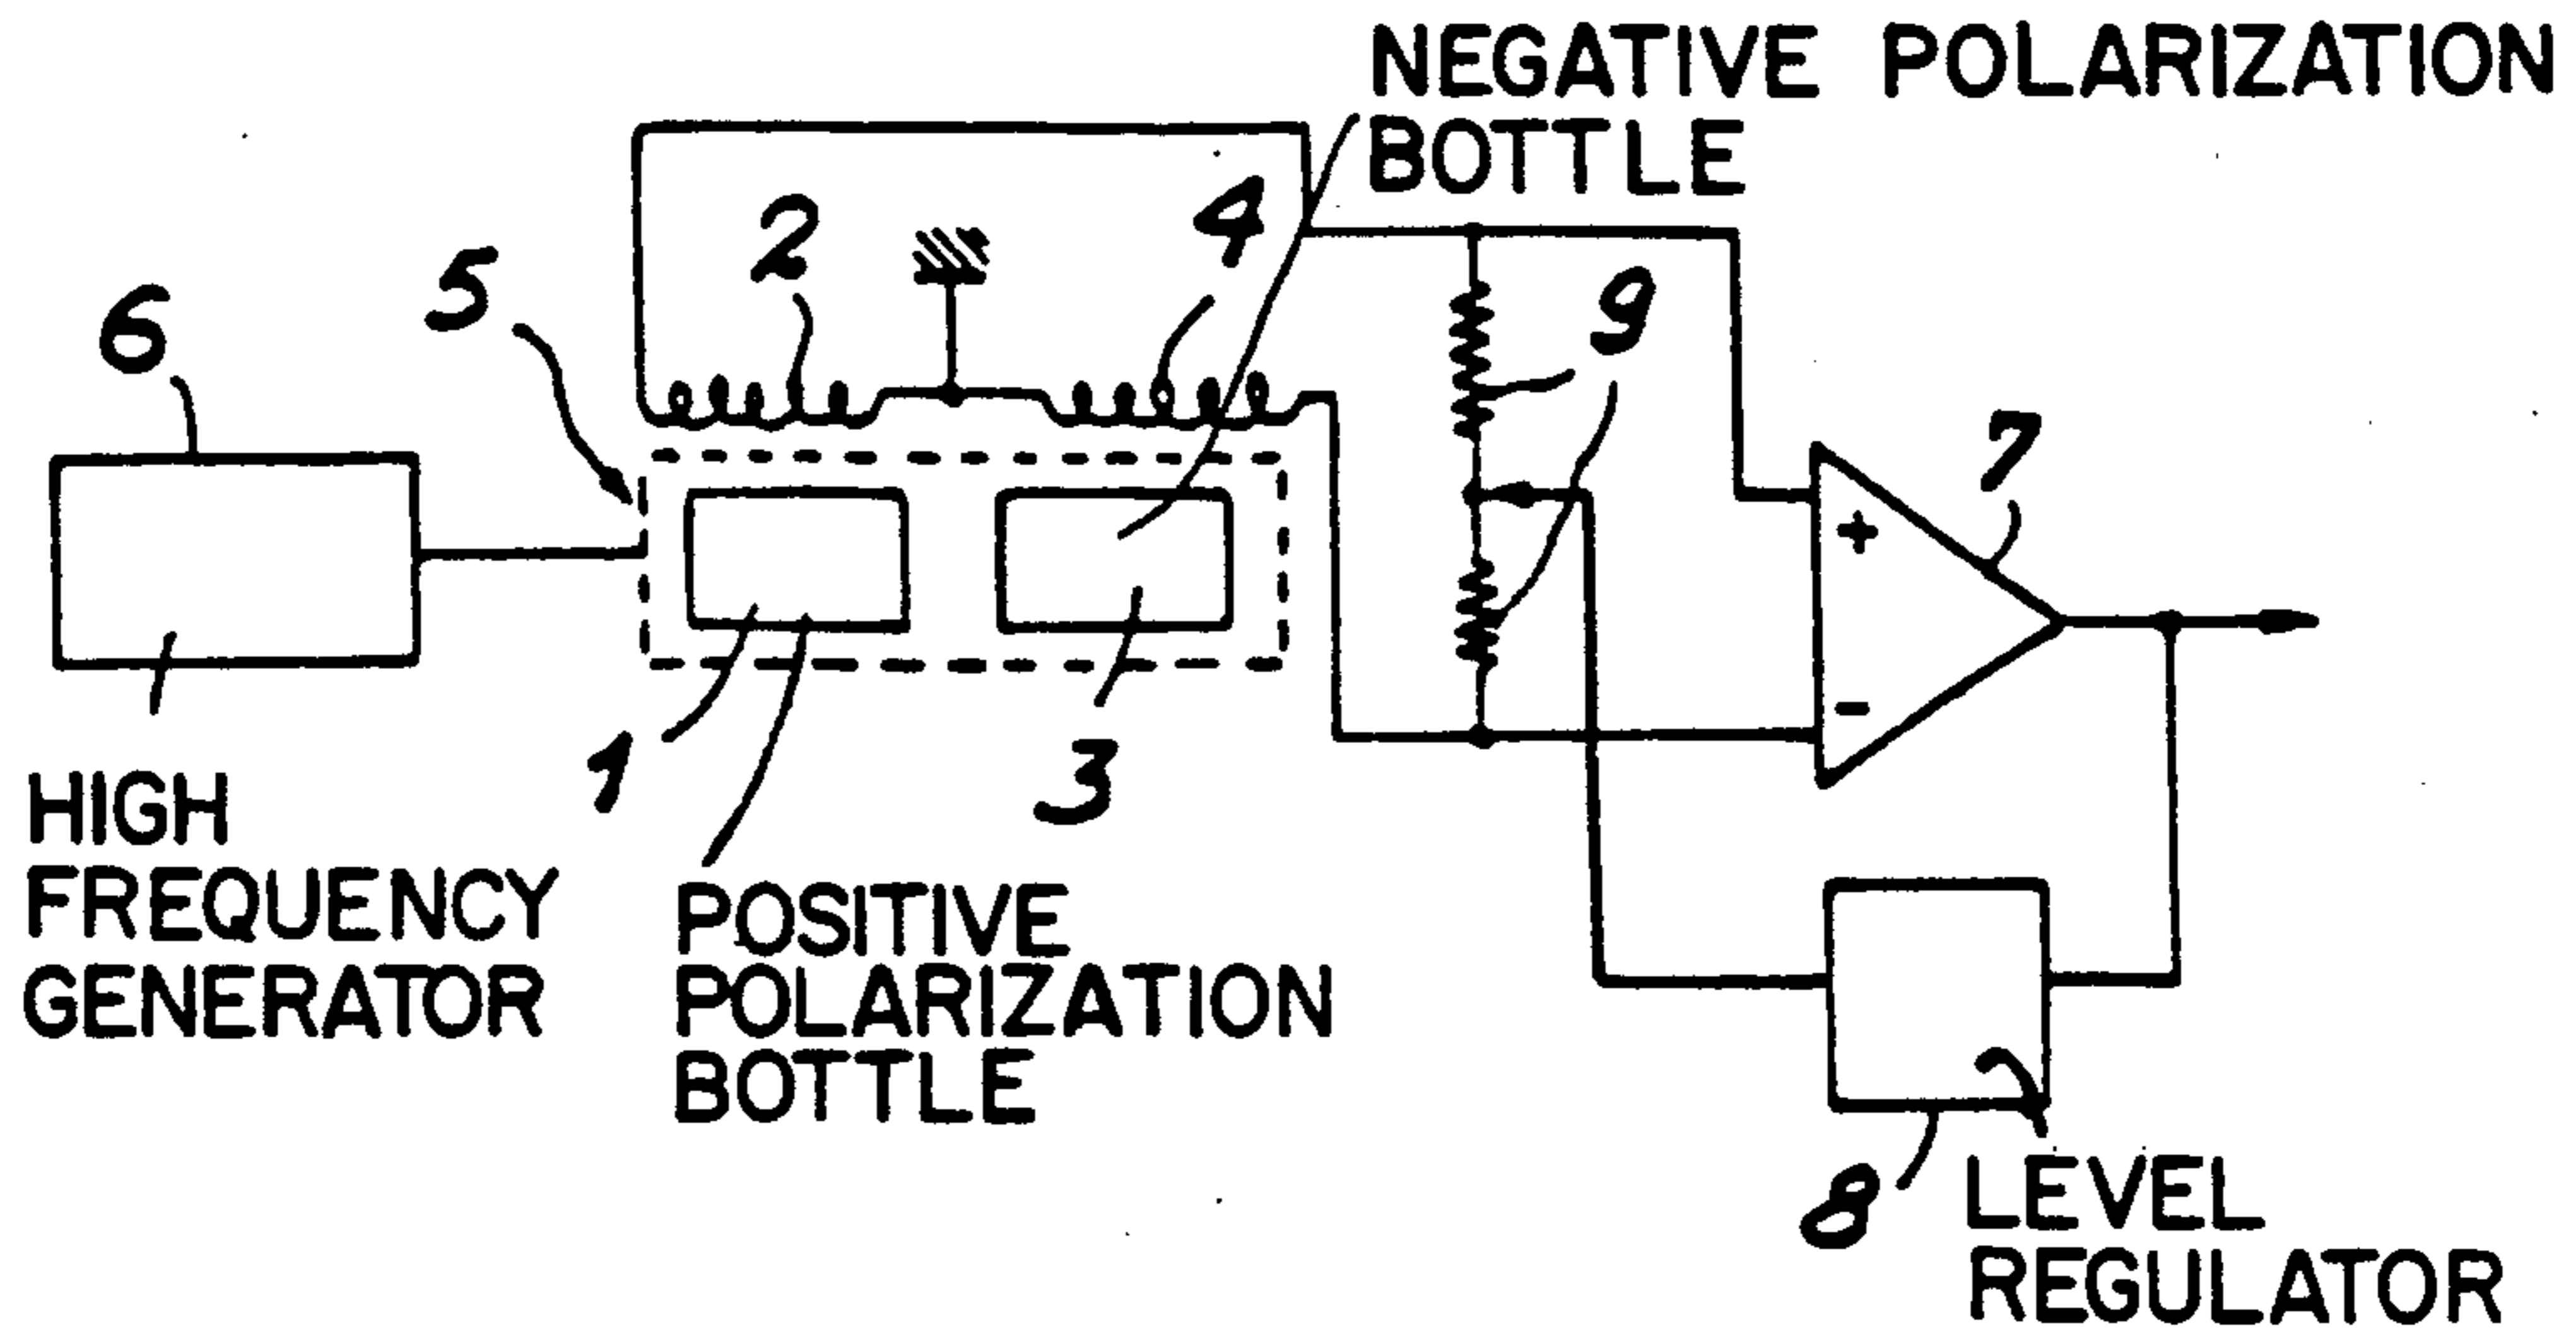 NEGATIVE POLARIZATION
BOTTLE
2
4
5
6
9
7
+
-
1
3
HIGH
FREQUENCY
GENERATOR
POSITIVE
POLARIZATION
BOTTLE
8
LEVEL
REGULATOR